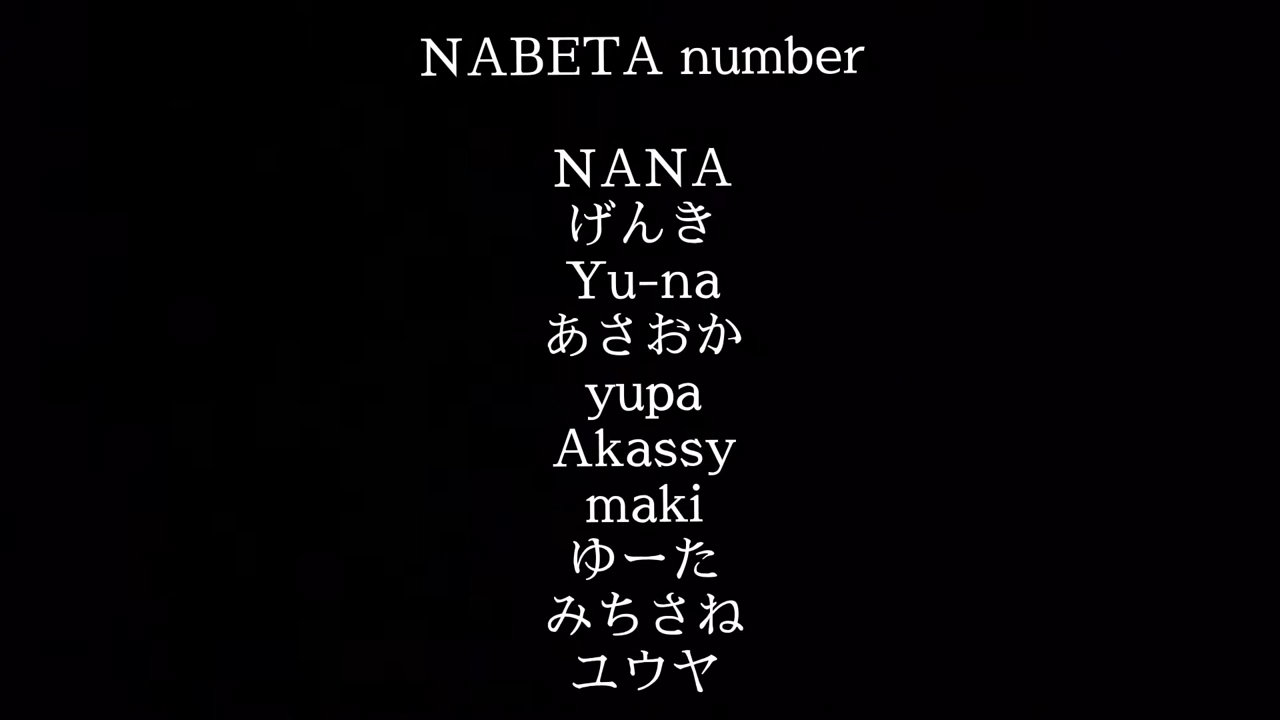 NABETA number
NANA
げんき
Yu-na
あさおか
yupa
Akassy
maki
ゆーた
みちさね
ユウヤ